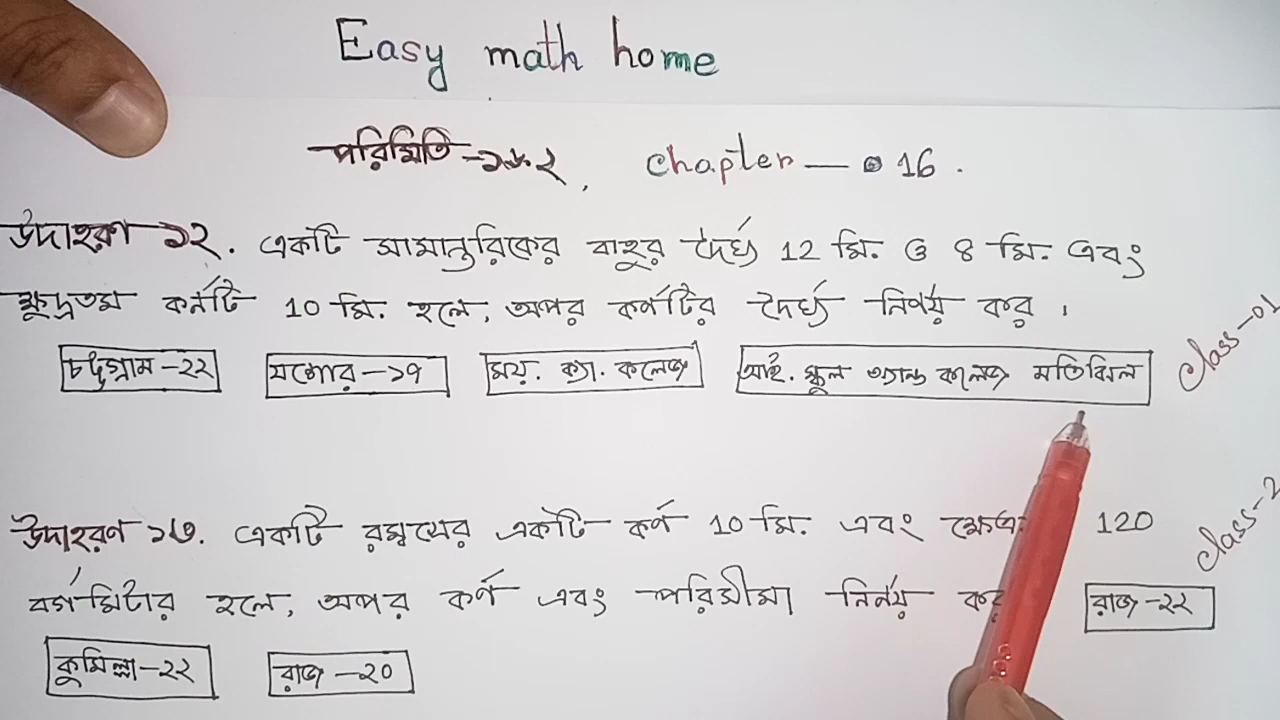 Easy math home
পরিমিতি -১৬.২, chapter — 16.
উদাহরণ ১২. একটি সামান্তরিকের বাহুর দৈর্ঘ্য 12 মি. ও 8 মি. এবং
ক্ষুদ্রতম কর্নটি 10 মি. হলে, অপর কর্ণটির দৈর্ঘ্য নির্ণয় কর।
চট্টগ্রাম -২২ যশোর -১৭ ময়. ক্যা. কলেজ আই. স্কুল অ্যান্ড কলেজ মতিঝিল
class-01
উদাহরণ ১৩. একটি রম্বসের একটি কর্ণ 10 মি. এবং 120
বর্গমিটার হলে, অপর কর্ণ এবং পরিসীমা নির্ণয় কর রাজ -২২
class-2
কুমিল্লা -২২ রাজ -২০